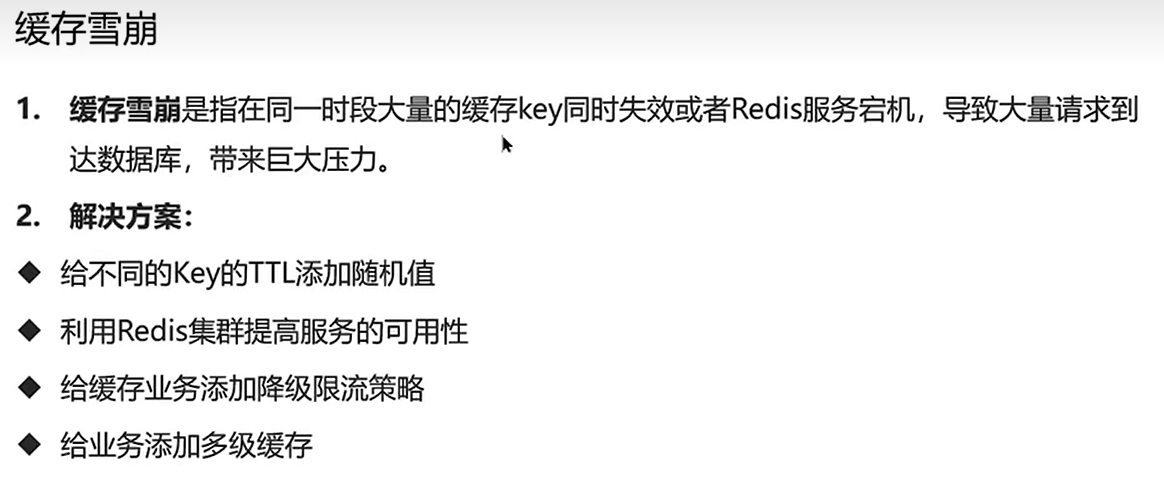 缓存雪崩
1. 缓存雪崩是指在同一时段大量的缓存key同时失效或者Redis服务宕机，导致大量请求到
达数据库，带来巨大压力。
2. 解决方案：
◆ 给不同的Key的TTL添加随机值
◆ 利用Redis集群提高服务的可用性
◆ 给缓存业务添加降级限流策略
◆ 给业务添加多级缓存